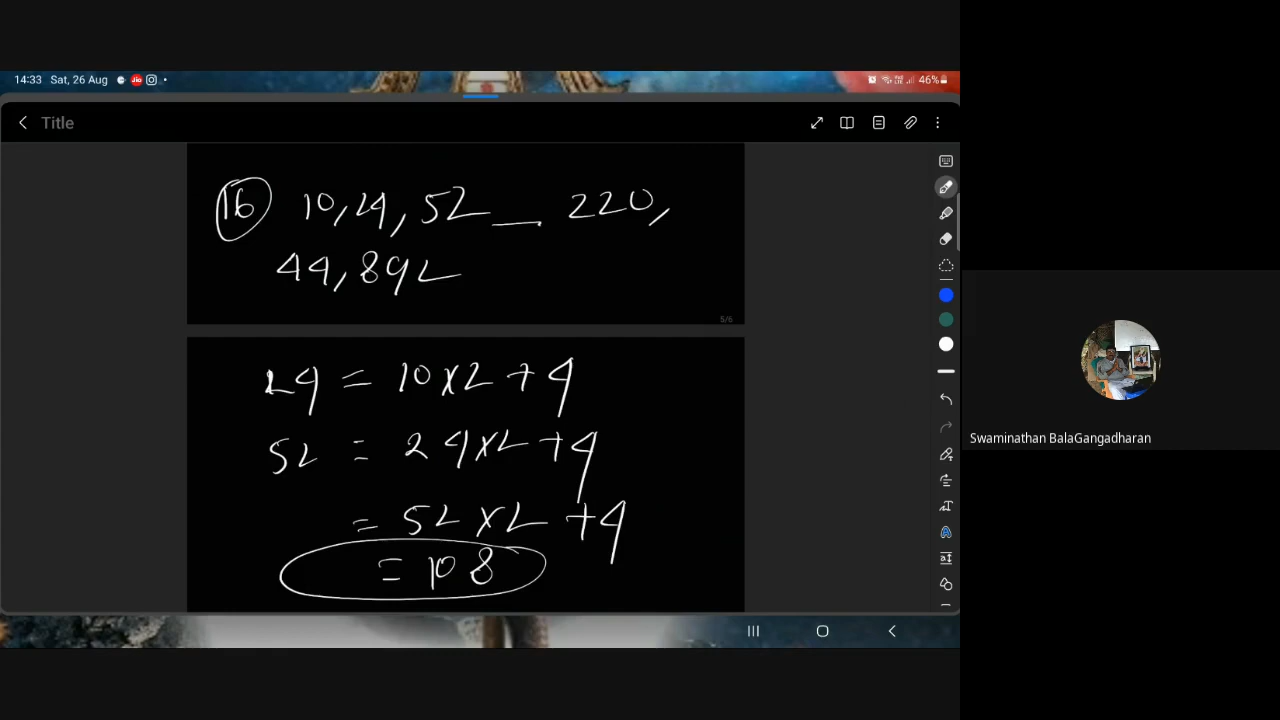 14:33 Sat, 26 Aug Jio 46%
Title
16 10, 24, 52 __ 220,
44, 892
5/6
24 = 10 x 2 + 4
52 = 24 x 2 + 4
= 52 x 2 + 4
= 108
Swaminathan BalaGangadharan